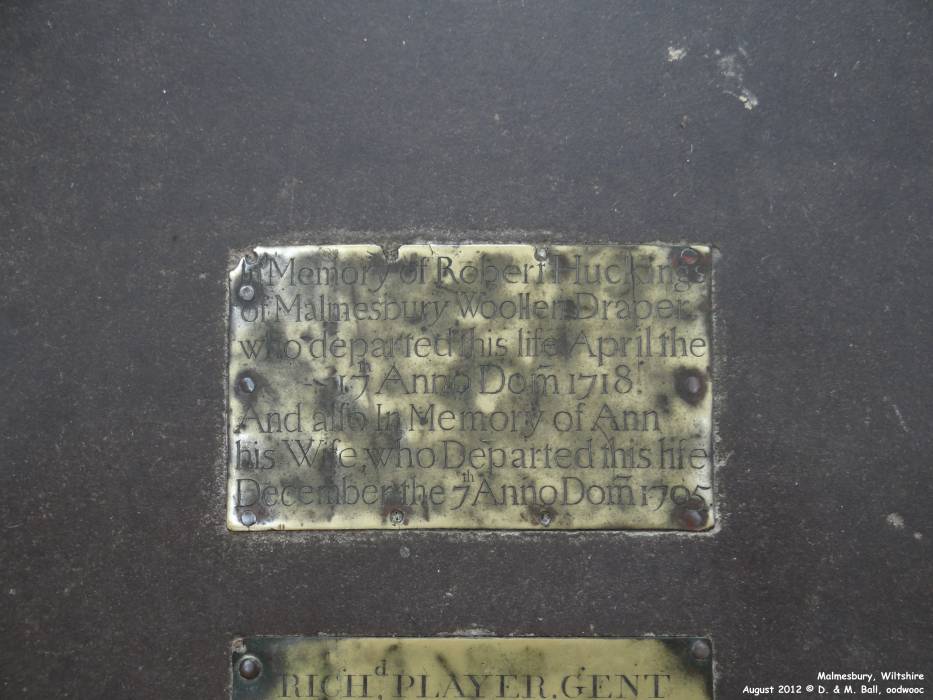 In Memory of Robert Huckings
of Malmesbury Woollen Draper
who departed this life April the
17th Anno Dom̄ 1718.
And alſo In Memory of Ann
his Wife who Departed this life
December the 7th Anno Dom̄ 1705
RICHd. PLAYER. GENT
Malmesbury, Wiltshire
August 2012 © D. & M. Ball, oodwooc